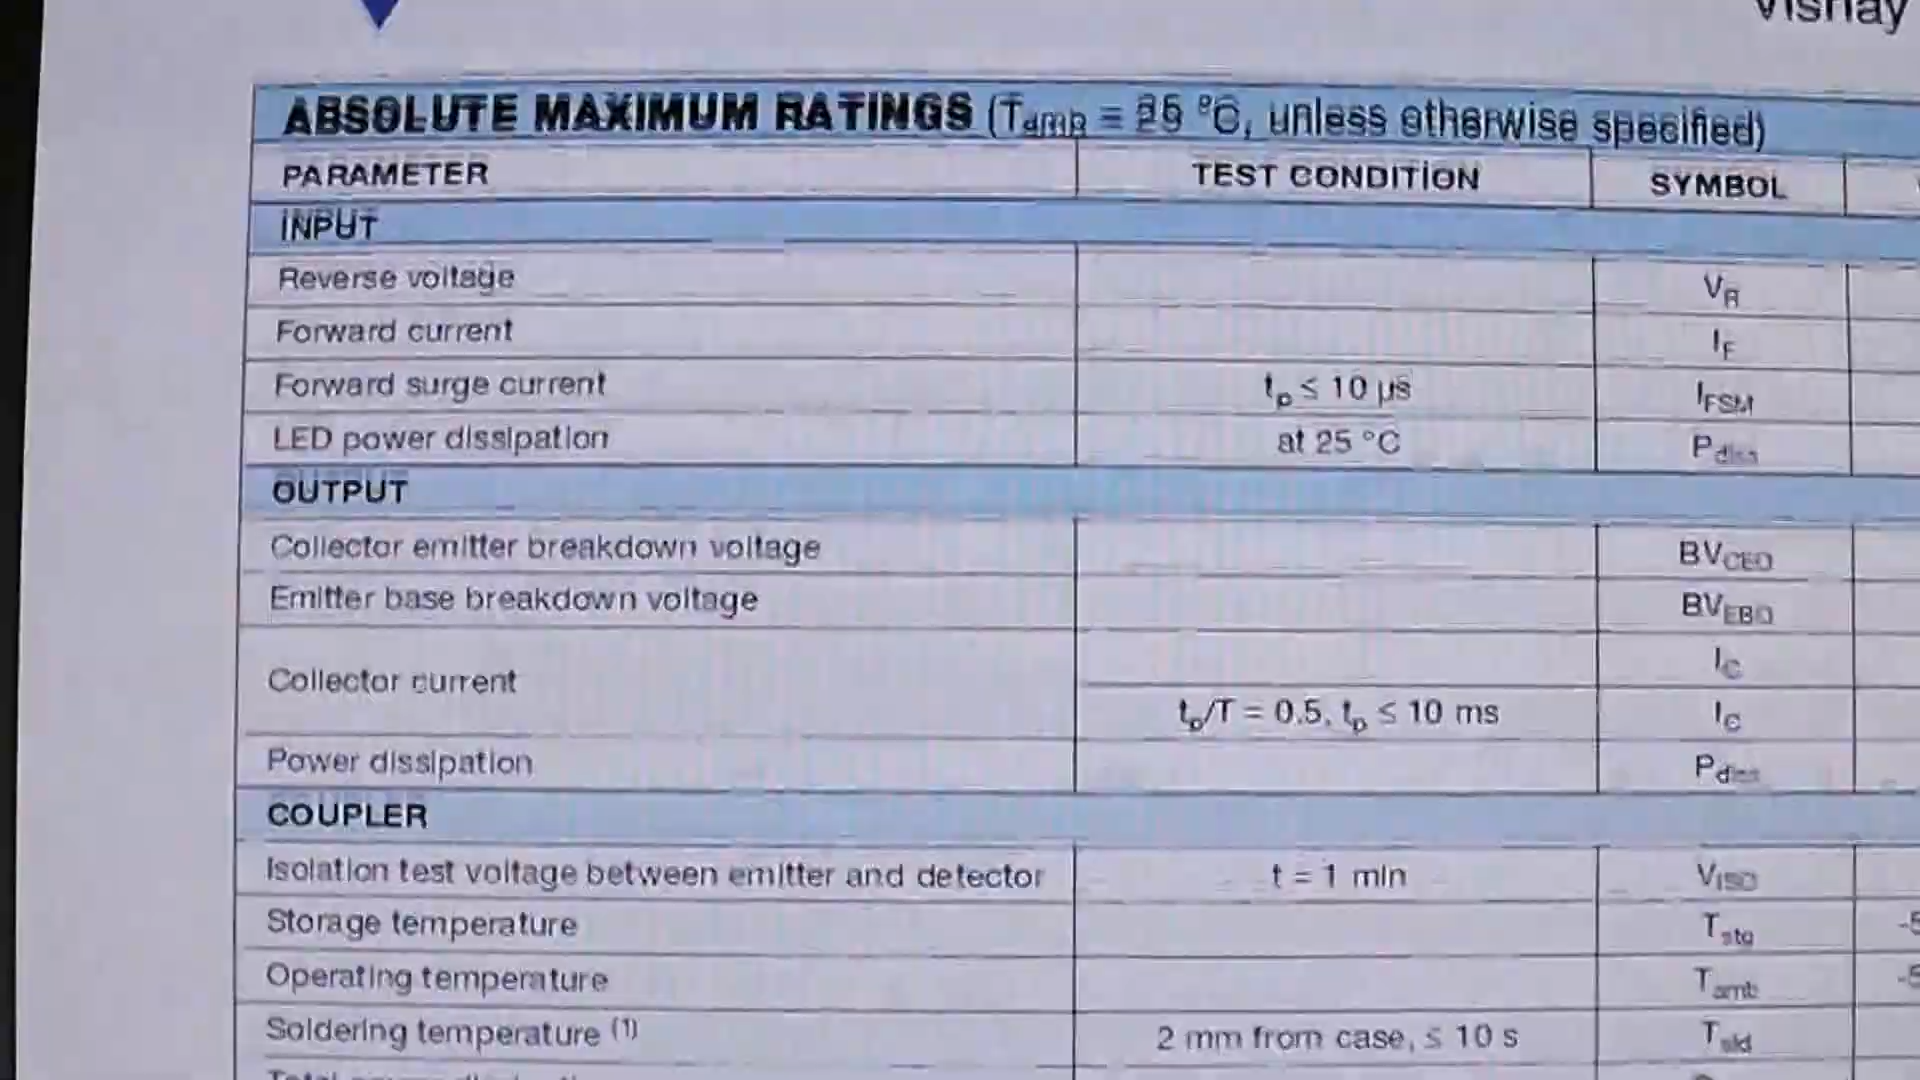 Vishay
ABSOLUTE MAXIMUM RATINGS (Tamb = 25 °C, unless otherwise specified)
PARAMETER TEST CONDITION SYMBOL
INPUT
Reverse voltage VR
Forward current IF
Forward surge current tp ≤ 10 µs IFSM
LED power dissipation at 25 °C Pdiss
OUTPUT
Collector emitter breakdown voltage BVCEO
Emitter base breakdown voltage BVEBO
Collector current IC
tp/T = 0.5, tp ≤ 10 ms IC
Power dissipation Pdiss
COUPLER
Isolation test voltage between emitter and detector t = 1 min VISO
Storage temperature Tstg -5
Operating temperature Tamb -5
Soldering temperature (1) 2 mm from case, ≤ 10 s Tsld